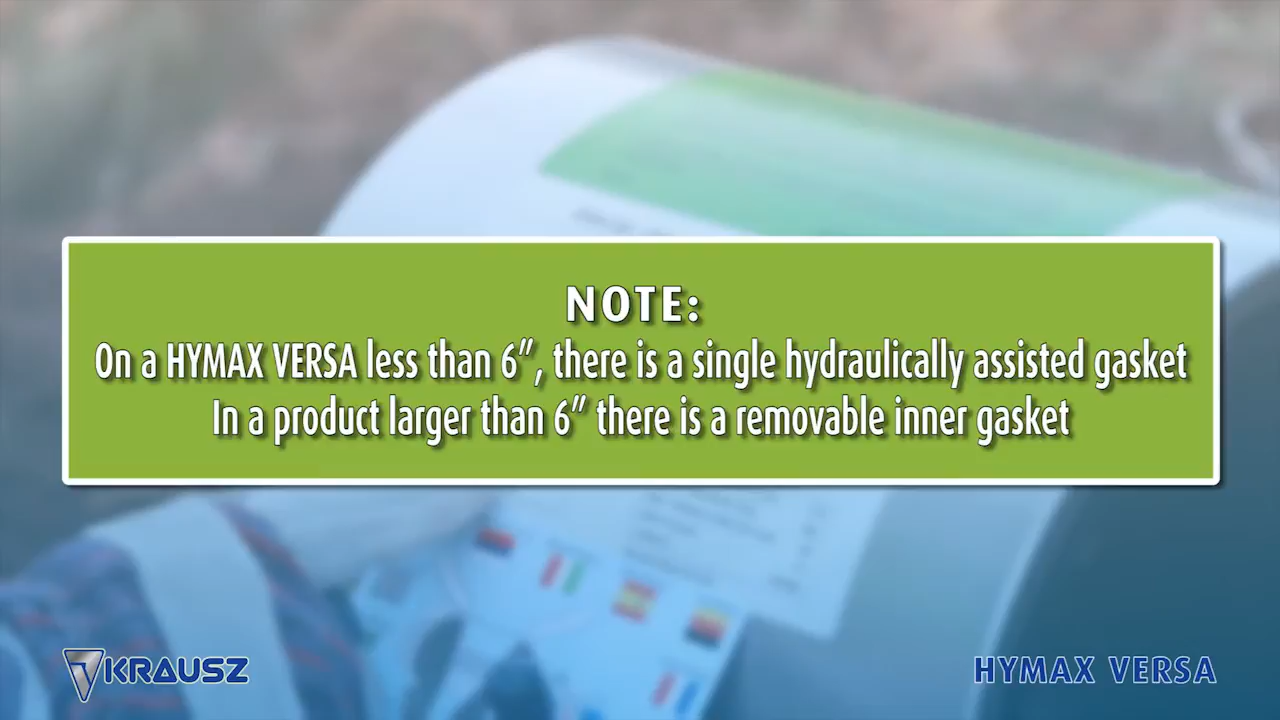 NOTE:
On a HYMAX VERSA less than 6”, there is a single hydraulically assisted gasket
In a product larger than 6” there is a removable inner gasket
KRAUSZ
HYMAX VERSA